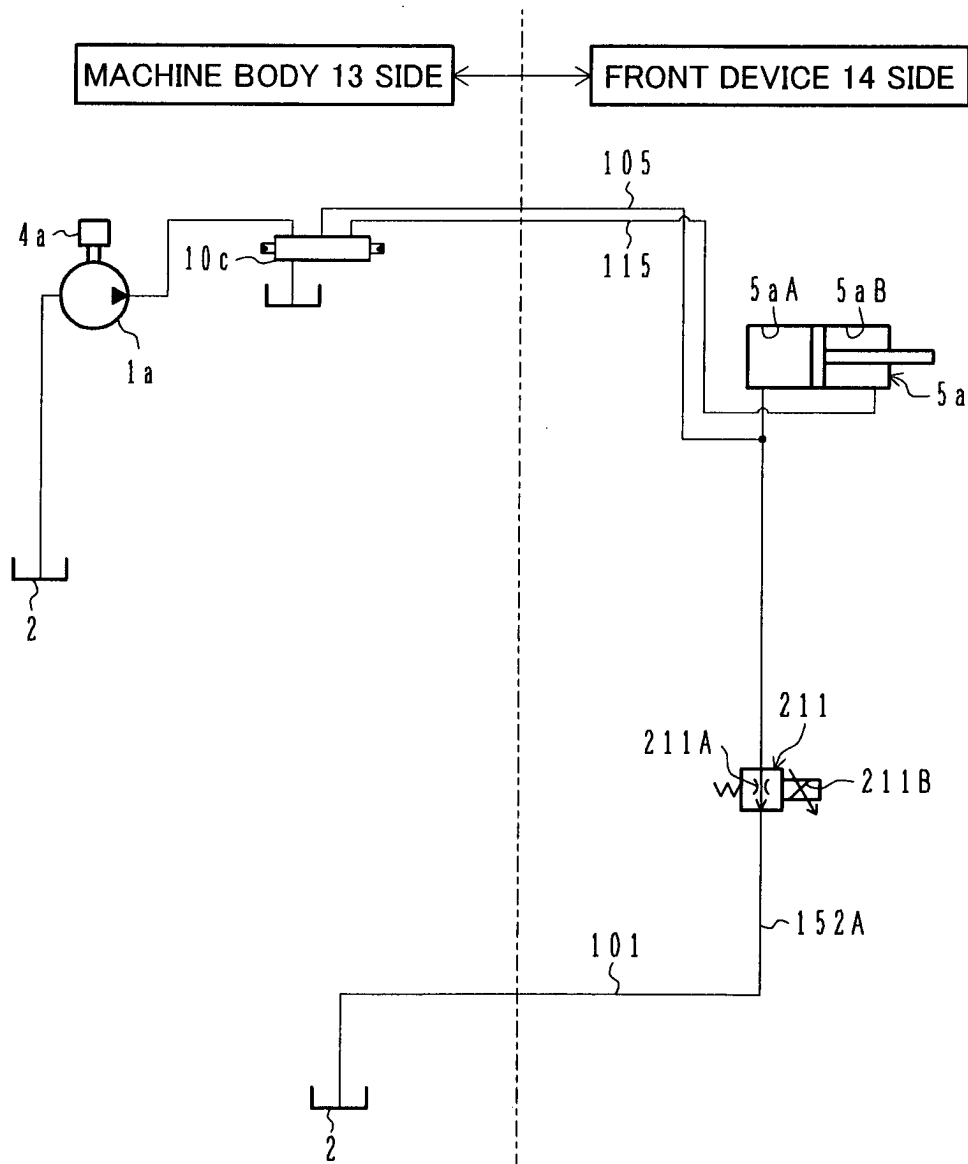 MACHINE BODY 13 SIDE
FRONT DEVICE 14 SIDE
105
4a
10c
115
5aA
5aB
1a
5a
2
211
211A
211B
152A
101
2